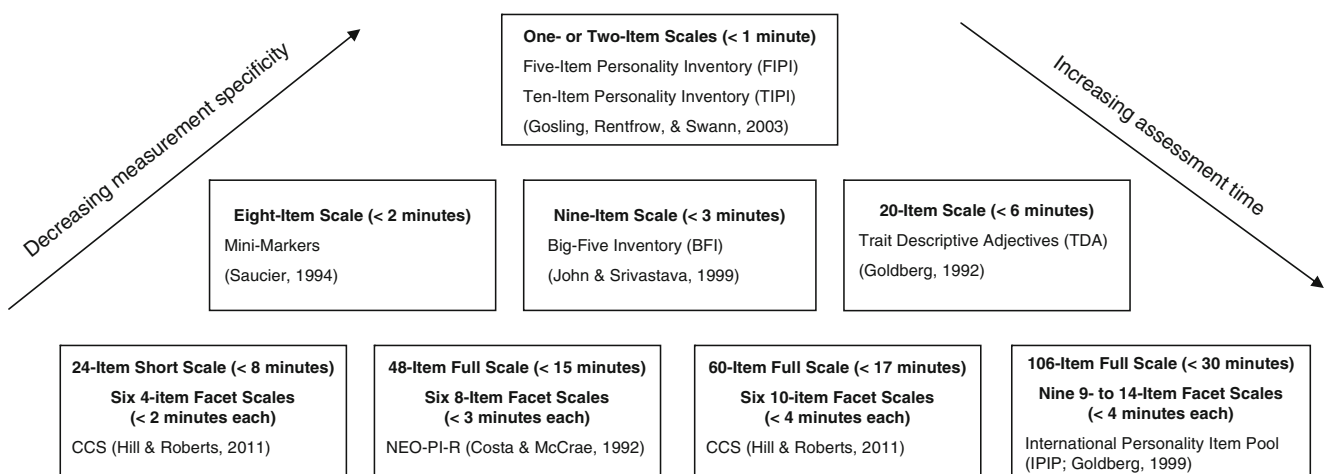 Decreasing measurement specificity
One- or Two-Item Scales (< 1 minute)
Five-Item Personality Inventory (FIPI)
Ten-Item Personality Inventory (TIPI)
(Gosling, Rentfrow, & Swann, 2003)
Increasing assessment time
Eight-Item Scale (< 2 minutes)
Mini-Markers
(Saucier, 1994)
Nine-Item Scale (< 3 minutes)
Big-Five Inventory (BFI)
(John & Srivastava, 1999)
20-Item Scale (< 6 minutes)
Trait Descriptive Adjectives (TDA)
(Goldberg, 1992)
24-Item Short Scale (< 8 minutes)
Six 4-item Facet Scales
(< 2 minutes each)
CCS (Hill & Roberts, 2011)
48-Item Full Scale (< 15 minutes)
Six 8-Item Facet Scales
(< 3 minutes each)
NEO-PI-R (Costa & McCrae, 1992)
60-Item Full Scale (< 17 minutes)
Six 10-item Facet Scales
(< 4 minutes each)
CCS (Hill & Roberts, 2011)
106-Item Full Scale (< 30 minutes)
Nine 9- to 14-Item Facet Scales
(< 4 minutes each)
International Personality Item Pool
(IPIP; Goldberg, 1999)